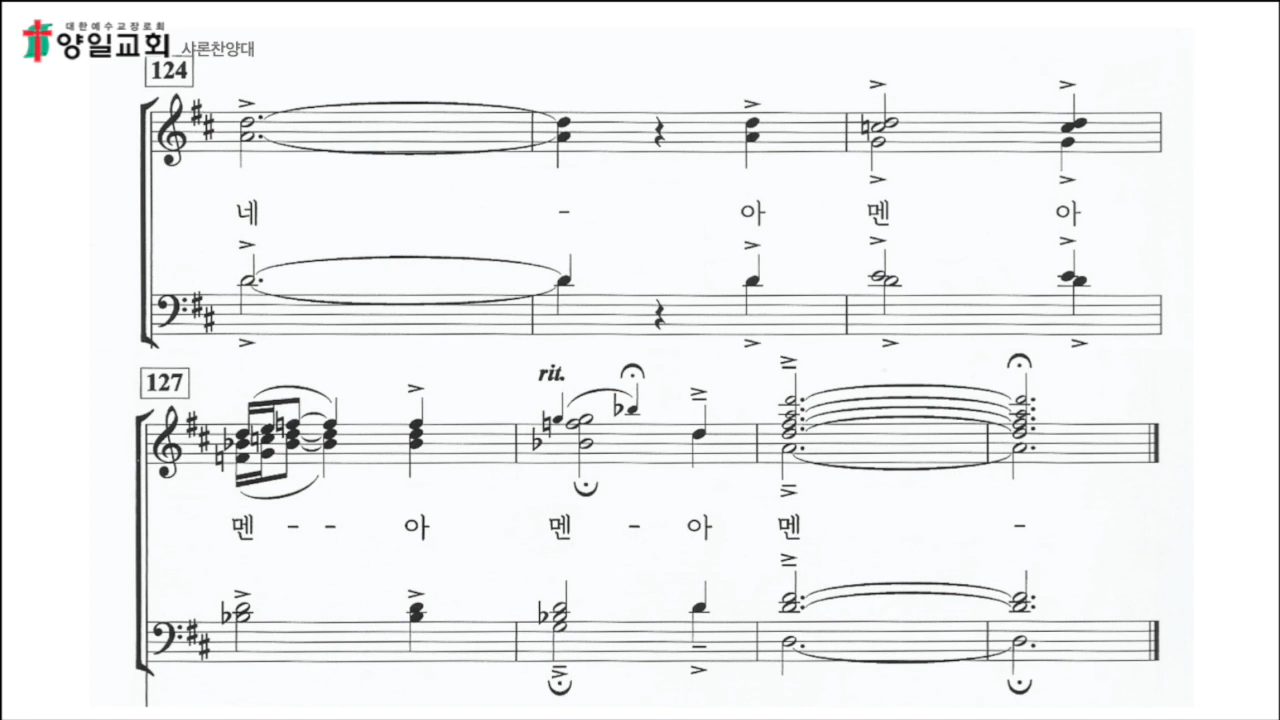 대한예수교장로회
양일교회 샤론찬양대
124
네 - 아 멘 아
127
rit.
멘 - - 아 멘 - 아 멘 -